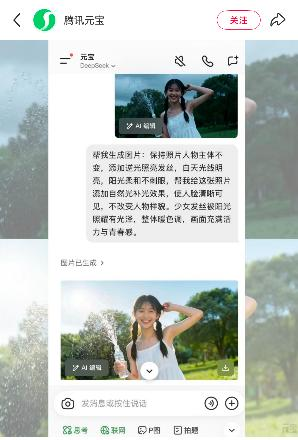 腾讯元宝
关注
元宝
DeepSeek
AI 编辑
帮我生成图片：保持照片人物主体不
变，添加逆光照亮发丝，白天光线明
亮，阳光柔和不刺眼，帮我给这张照片
添加自然光补光效果，使人脸清晰可
见，不改变人物样貌。少女发丝被阳光
照耀有光泽，整体暖色调，画面充满活
力与青春感。
图片已生成
AI 编辑
发消息或按住说话
思考
联网
P图
拍题